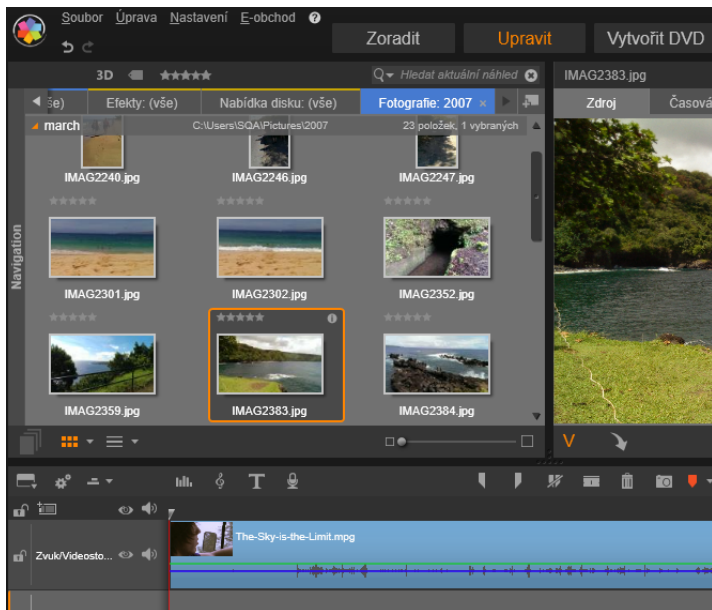 Soubor Úprava Nastavení E-obchod ?
Zoradit Upravit Vytvořit DVD
3D Hledat aktuální náhled
IMAG2383.jpg
še) Efekty: (vše) Nabídka disku: (vše) Fotografie: 2007 ×
Zdroj Časová
march C:\Users\SQA\Pictures\2007 23 položek, 1 vybraných
IMAG2240.jpg IMAG2246.jpg IMAG2247.jpg
Navigation
IMAG2301.jpg IMAG2302.jpg IMAG2352.jpg
IMAG2359.jpg IMAG2383.jpg IMAG2384.jpg
V
T
The-Sky-is-the-Limit.mpg
Zvuk/Videosto...